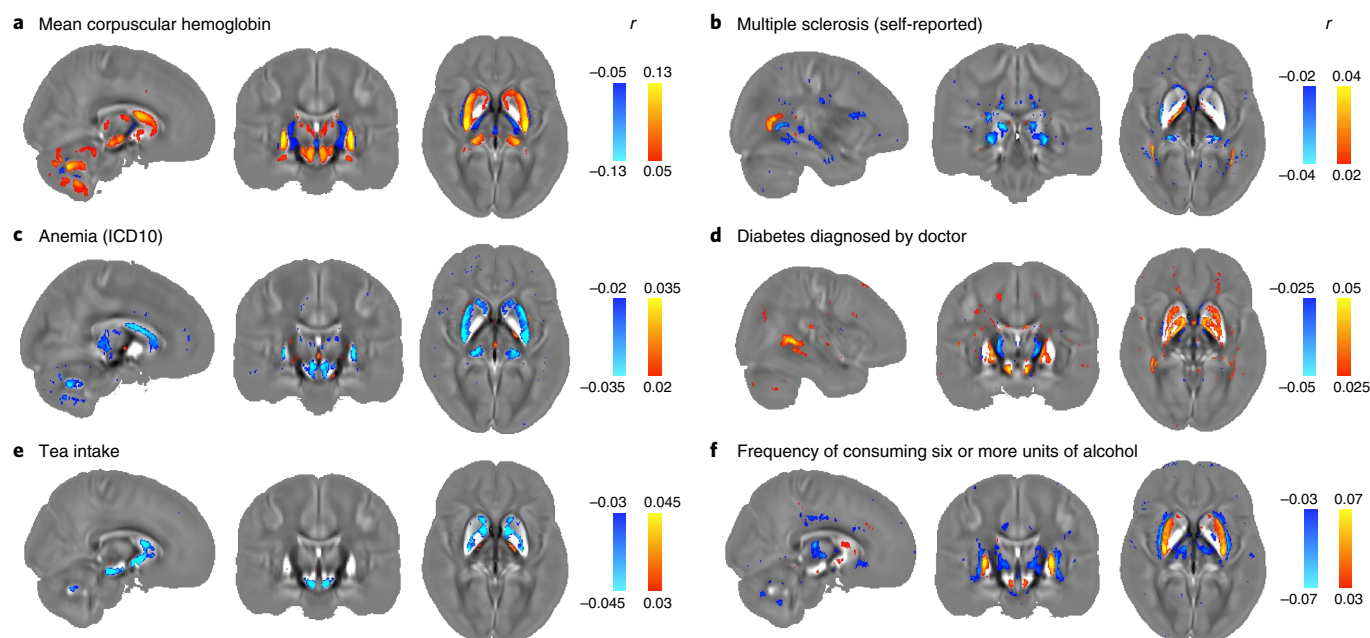 a Mean corpuscular hemoglobin
r
−0.05 0.13
−0.13 0.05
b Multiple sclerosis (self-reported)
r
−0.02 0.04
−0.04 0.02
c Anemia (ICD10)
−0.02 0.035
−0.035 0.02
d Diabetes diagnosed by doctor
−0.025 0.05
−0.05 0.025
e Tea intake
−0.03 0.045
−0.045 0.03
f Frequency of consuming six or more units of alcohol
−0.03 0.07
−0.07 0.03